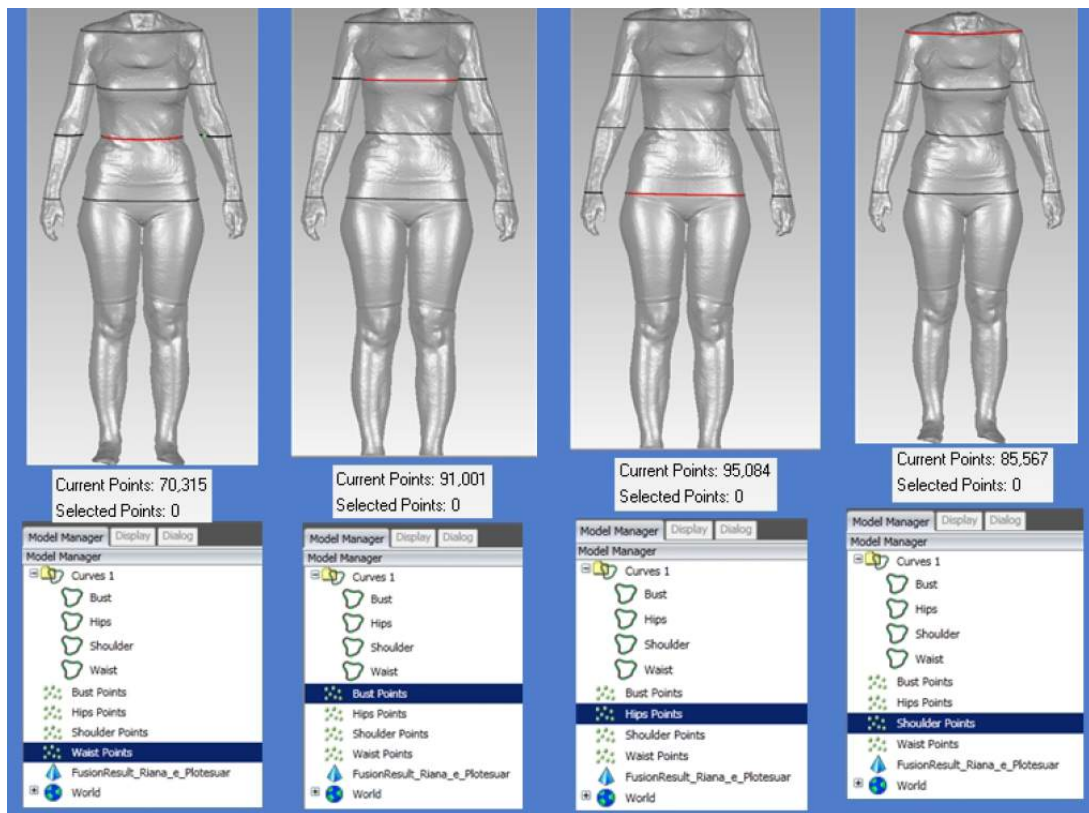 Current Points: 70,315
Selected Points: 0
Model Manager Display Dialog
Model Manager
Curves 1
Bust
Hips
Shoulder
Waist
Bust Points
Hips Points
Shoulder Points
Waist Points
FusionResult_Riana_e_Plotesuar
World
Current Points: 91,001
Selected Points: 0
Model Manager Display Dialog
Model Manager
Curves 1
Bust
Hips
Shoulder
Waist
Bust Points
Hips Points
Shoulder Points
Waist Points
FusionResult_Riana_e_Plotesuar
World
Current Points: 95,084
Selected Points: 0
Model Manager Display Dialog
Model Manager
Curves 1
Bust
Hips
Shoulder
Waist
Bust Points
Hips Points
Shoulder Points
Waist Points
FusionResult_Riana_e_Plotesuar
World
Current Points: 85,567
Selected Points: 0
Model Manager Display Dialog
Model Manager
Curves 1
Bust
Hips
Shoulder
Waist
Bust Points
Hips Points
Shoulder Points
Waist Points
FusionResult_Riana_e_Plotesuar
World